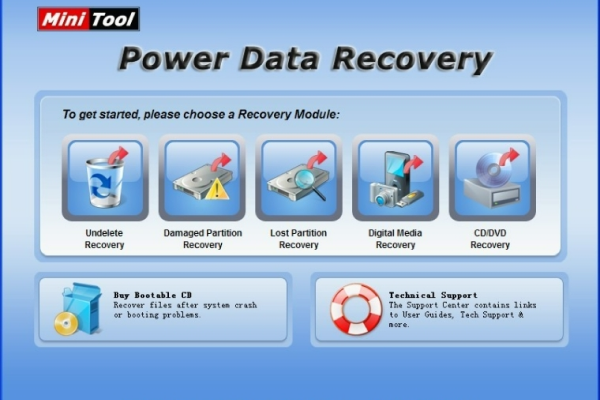 Mini Tool
Power Data Recovery
To get started, please choose a Recovery Module:
Undelete
Recovery
Damaged Partition
Recovery
Lost Partition
Recovery
Digital Media
Recovery
CD/DVD
Recovery
Buy Bootable CD
Recover files after system crash
or booting problems.
Technical Support
The Support Center contains links
to User Guides, Tech Support &
more.